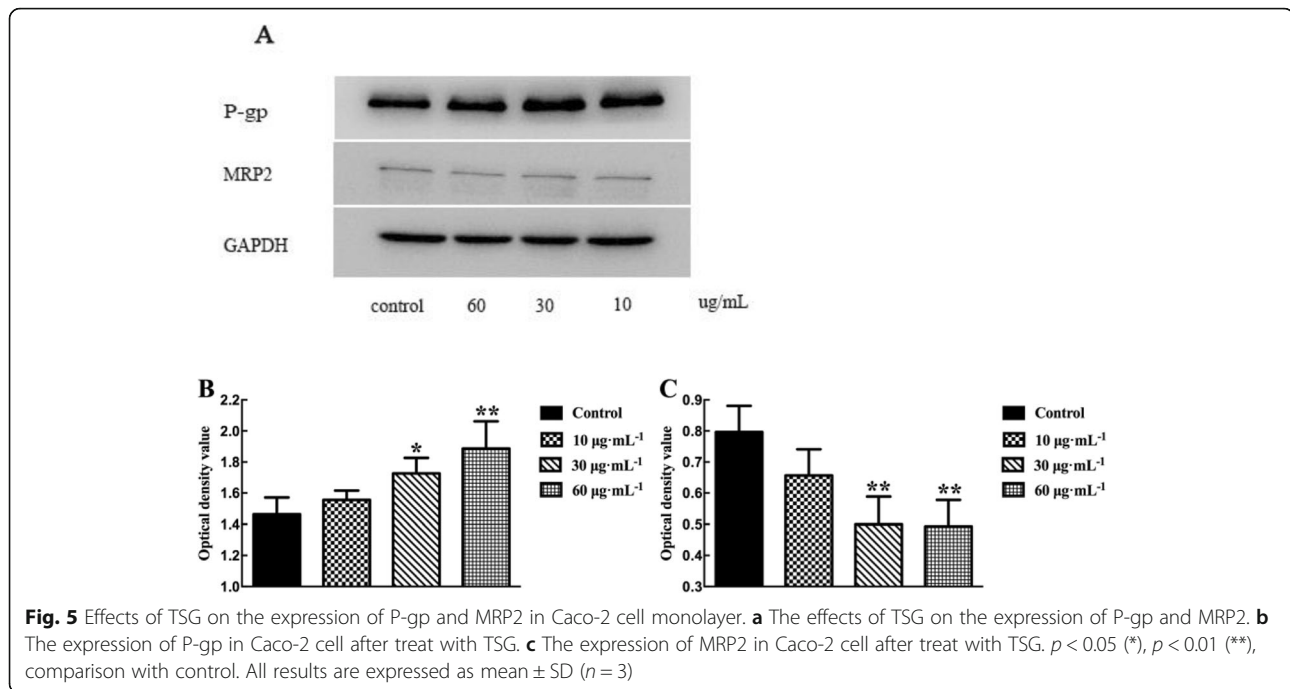 A
P-gp
MRP2
GAPDH
control 60 30 10 ug/mL
B
Optical density value
2.2
2.0
1.8
1.6
1.4
1.2
1.0
*
**
Control
10 µg·mL⁻¹
30 µg·mL⁻¹
60 µg·mL⁻¹
C
Optical density value
0.9
0.8
0.7
0.6
0.5
0.4
0.3
**
**
Control
10 µg·mL⁻¹
30 µg·mL⁻¹
60 µg·mL⁻¹
Fig. 5 Effects of TSG on the expression of P-gp and MRP2 in Caco-2 cell monolayer. a The effects of TSG on the expression of P-gp and MRP2. b
The expression of P-gp in Caco-2 cell after treat with TSG. c The expression of MRP2 in Caco-2 cell after treat with TSG. p < 0.05 (*), p < 0.01 (**),
comparison with control. All results are expressed as mean ± SD (n = 3)